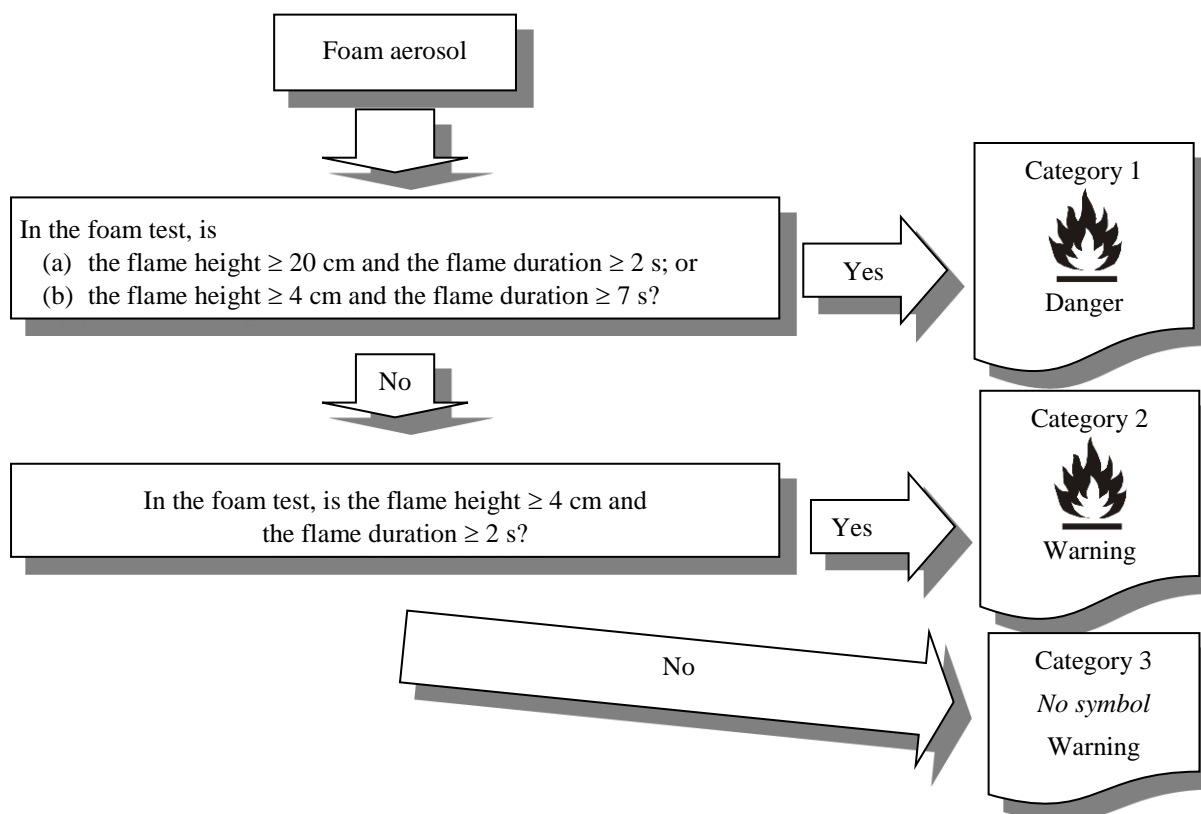 Foam aerosol
In the foam test, is
(a) the flame height ≥ 20 cm and the flame duration ≥ 2 s; or
(b) the flame height ≥ 4 cm and the flame duration ≥ 7 s?
Yes
Category 1
Danger
No
In the foam test, is the flame height ≥ 4 cm and
the flame duration ≥ 2 s?
Yes
Category 2
Warning
No
Category 3
No symbol
Warning